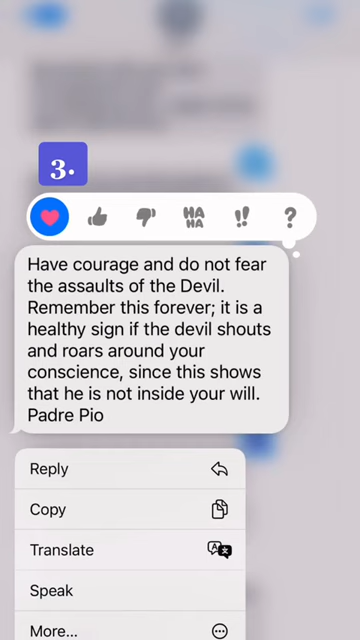 3.
HA
HA
!!
?
Have courage and do not fear
the assaults of the Devil.
Remember this forever; it is a
healthy sign if the devil shouts
and roars around your
conscience, since this shows
that he is not inside your will.
Padre Pio
Reply
Copy
Translate
Speak
More...